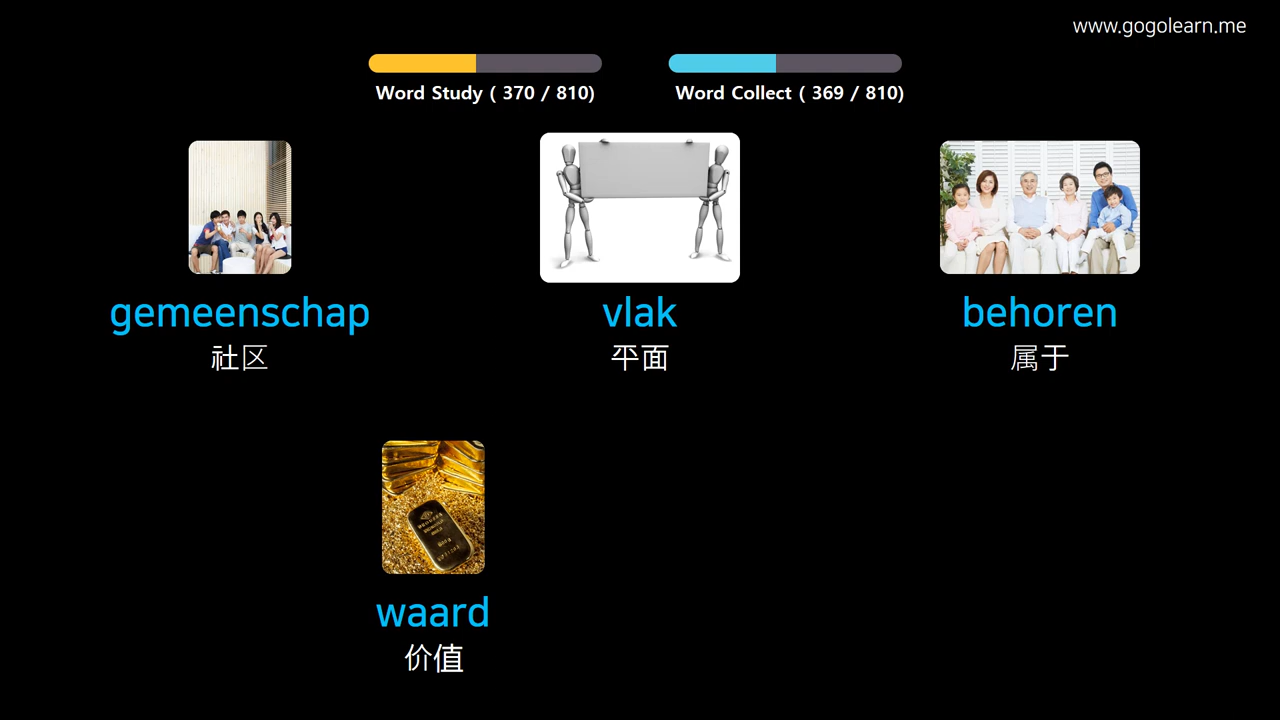 www.gogolearn.me
Word Study ( 370 / 810)
Word Collect ( 369 / 810)
gemeenschap
社区
vlak
平面
behoren
属于
waard
价值